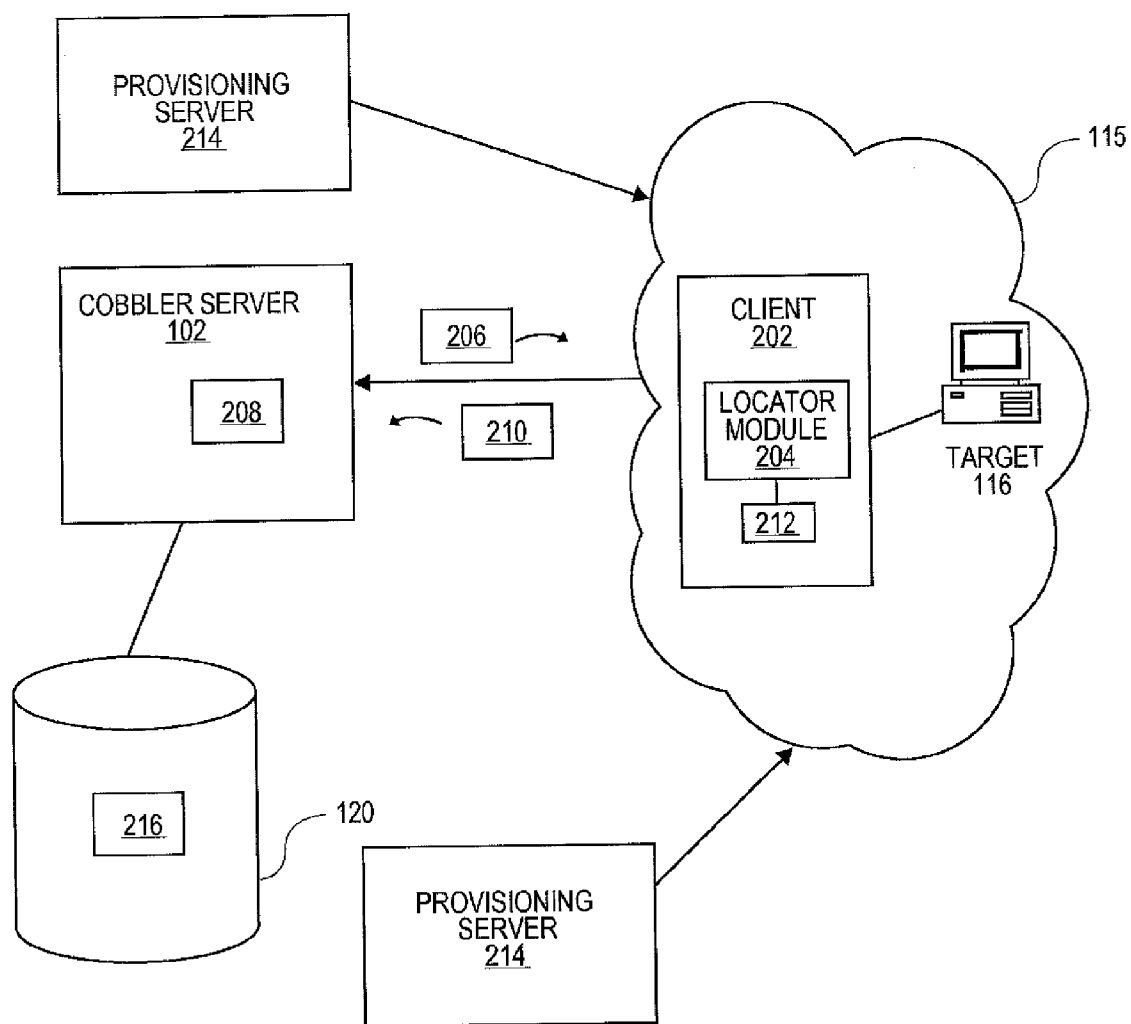 PROVISIONING
SERVER
214
115
COBBLER SERVER
102
206
208
210
CLIENT
202
LOCATOR
MODULE
204
212
TARGET
116
216
120
PROVISIONING
SERVER
214